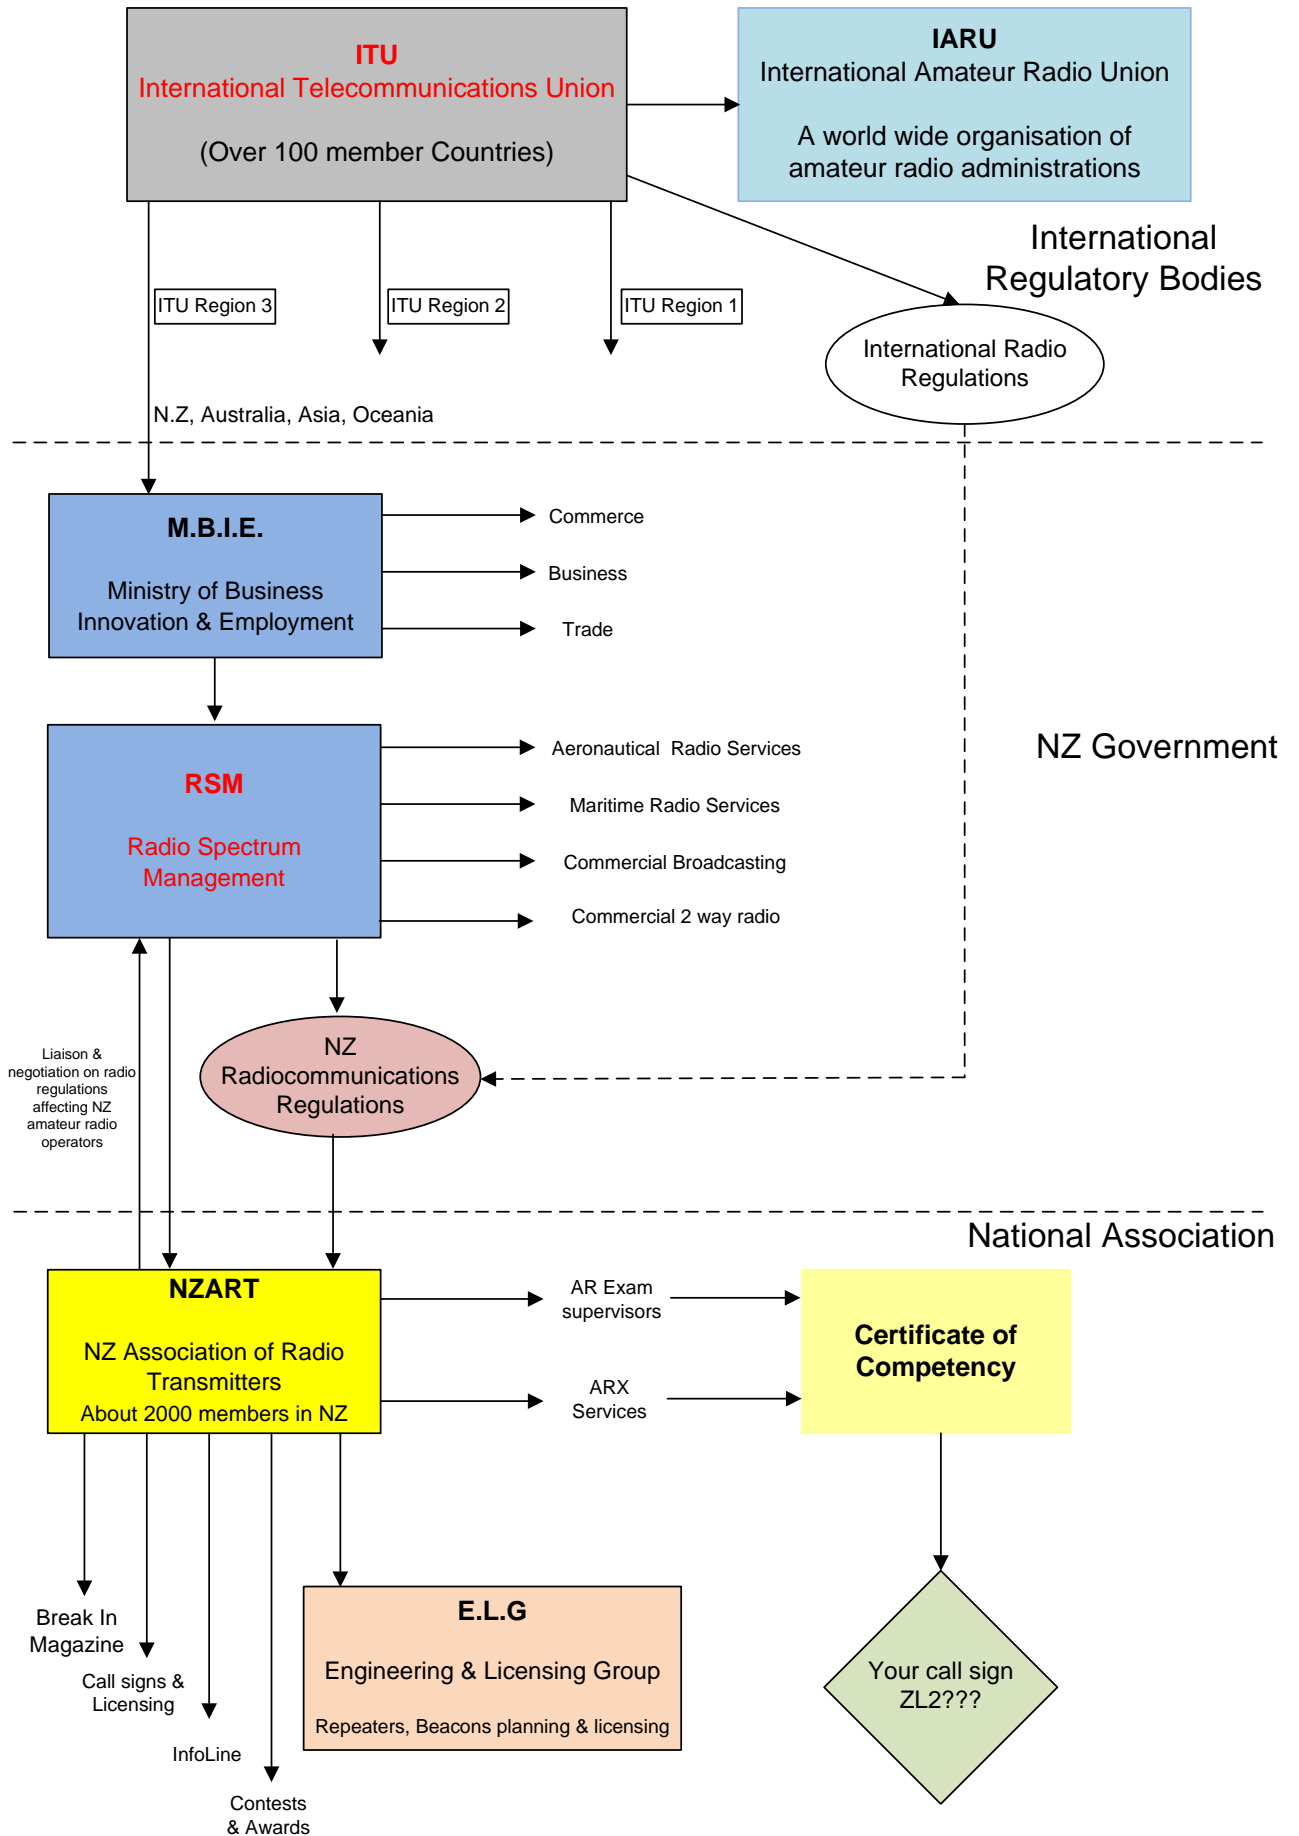 ITU
International Telecommunications Union
(Over 100 member Countries)
IARU
International Amateur Radio Union
A world wide organisation of
amateur radio administrations
International
Regulatory Bodies
ITU Region 3
ITU Region 2
ITU Region 1
International Radio
Regulations
N.Z, Australia, Asia, Oceania
M.B.I.E.
Ministry of Business
Innovation & Employment
Commerce
Business
Trade
RSM
Radio Spectrum
Management
Aeronautical  Radio Services
Maritime Radio Services
Commercial Broadcasting
Commercial 2 way radio
NZ Government
Liaison &
negotiation on radio
regulations
affecting NZ
amateur radio
operators
NZ
Radiocommunications
Regulations
National Association
NZART
NZ Association of Radio
Transmitters
About 2000 members in NZ
AR Exam
supervisors
ARX
Services
Certificate of
Competency
Break In
Magazine
Call signs &
Licensing
InfoLine
Contests
& Awards
E.L.G
Engineering & Licensing Group
Repeaters, Beacons planning & licensing
Your call sign
ZL2???